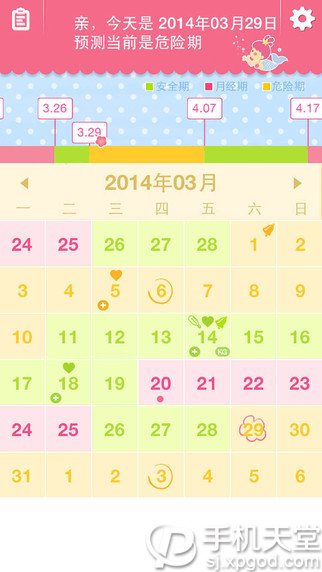 亲，今天是 2014年03月29日
预测当前是危险期
安全期 月经期 危险期
3.26 4.07 4.17
3.29
2014年03月
一 二 三 四 五 六 日
24 25 26 27 28 1 2
3 4 5 6 7 8 9
10 11 12 13 14 15 16
KG
17 18 19 20 21 22 23
24 25 26 27 28 29 30
31 1 2 3 4 5 6
手机天堂
sj.xpgod.com